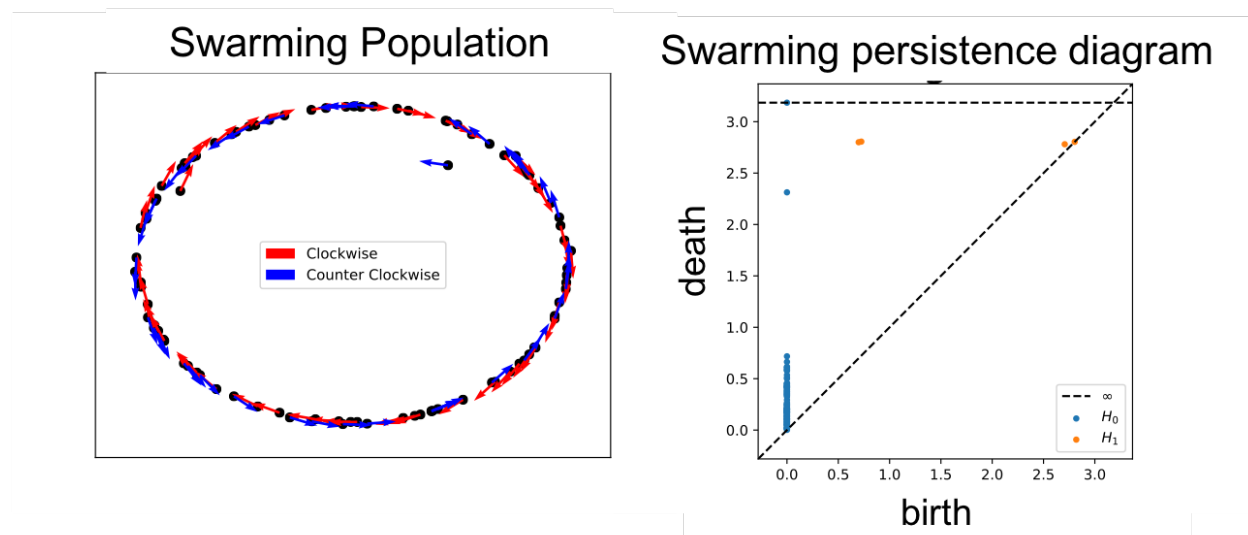 Swarming Population
Clockwise
Counter Clockwise
Swarming persistence diagram
death
3.0
2.5
2.0
1.5
1.0
0.5
0.0
∞
H₀
H₁
0.0 0.5 1.0 1.5 2.0 2.5 3.0
birth